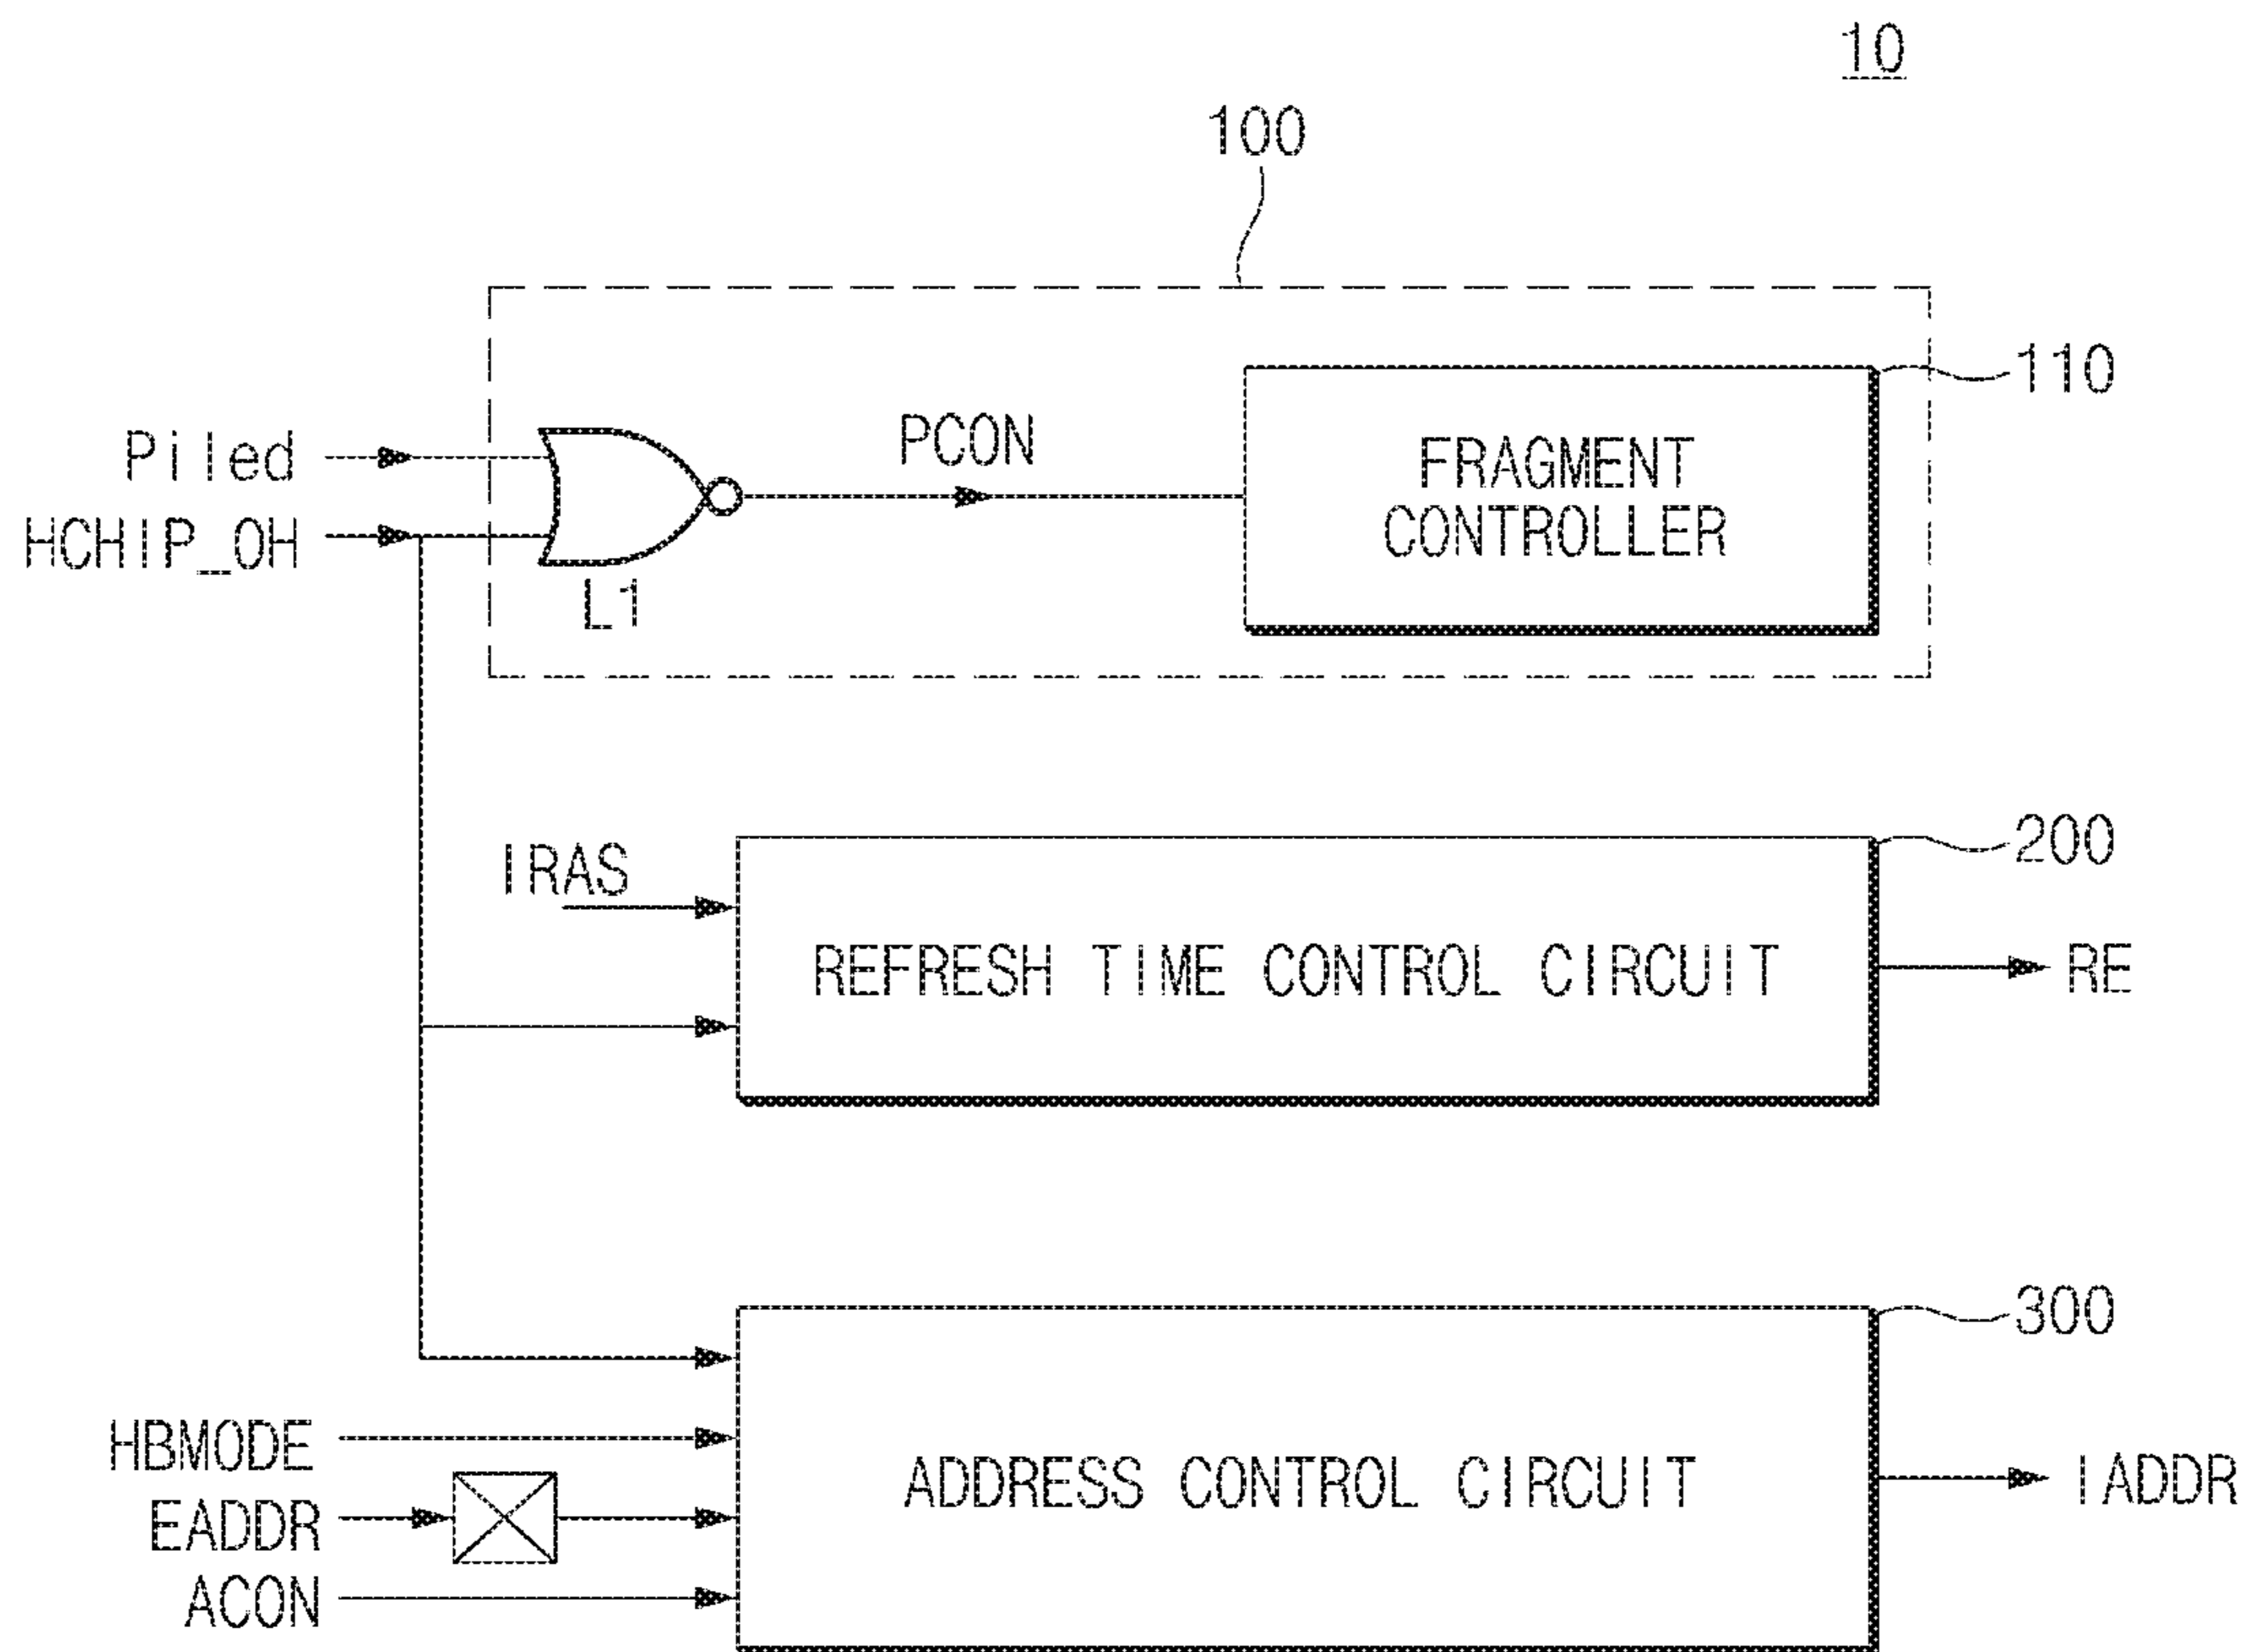 10
100
110
Piled
PCON
FRAGMENT
CONTROLLER
HCHIP_OH
L1
IRAS
200
REFRESH TIME CONTROL CIRCUIT
RE
300
HBMODE
EADDR
ADDRESS CONTROL CIRCUIT
IADDR
ACON